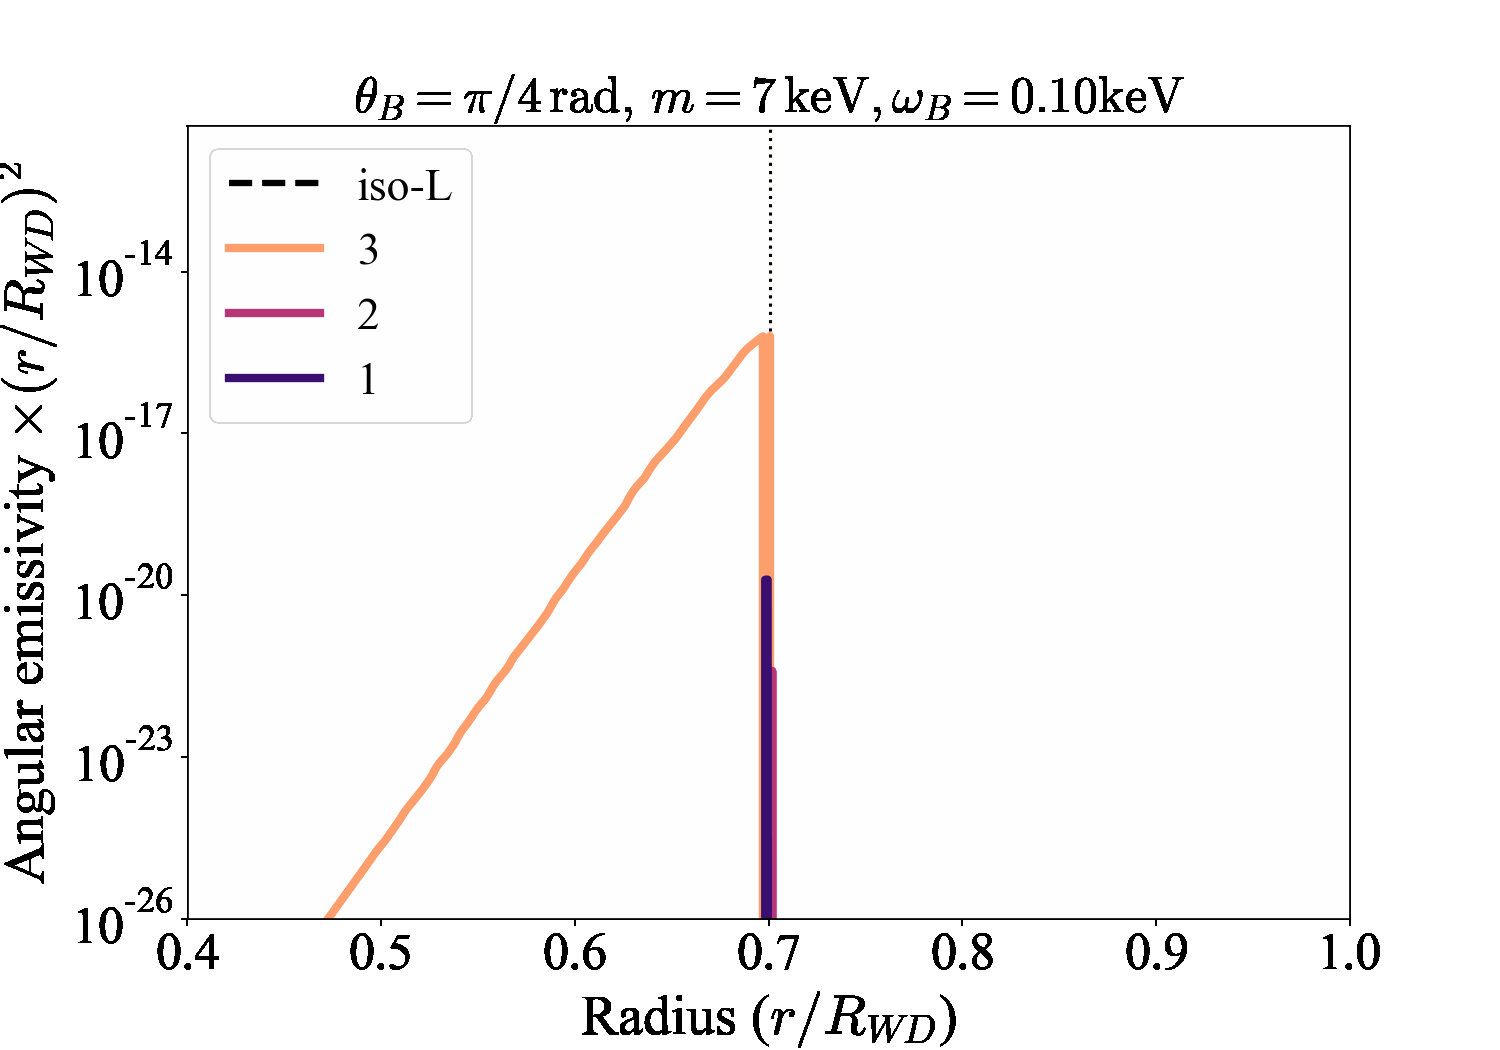 θ_B = π/4 rad, m = 7 keV, ω_B = 0.10keV
iso-L
3
2
1
Angular emissivity ×(r/R_WD)²
10^-14
10^-17
10^-20
10^-23
10^-26
0.4 0.5 0.6 0.7 0.8 0.9 1.0
Radius (r/R_WD)